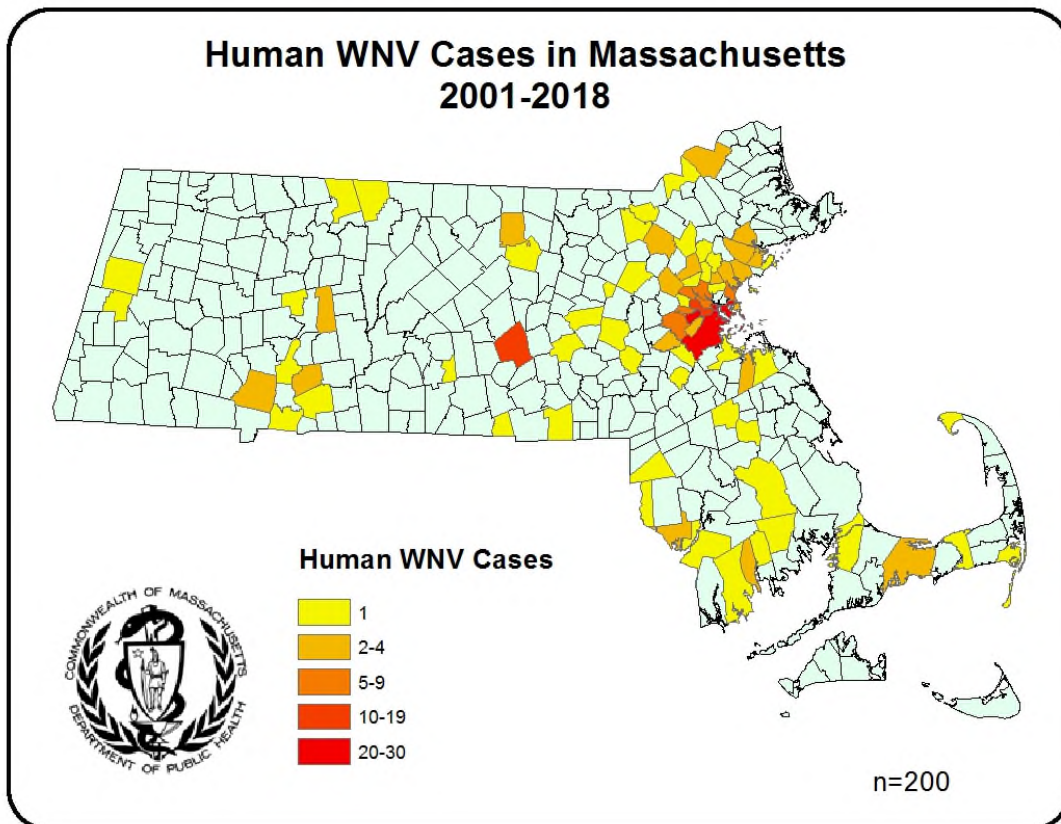 Human WNV Cases in Massachusetts
2001-2018
Human WNV Cases
1
2-4
5-9
10-19
20-30
COMMONWEALTH OF MASSACHUSETTS
DEPARTMENT OF PUBLIC HEALTH
n=200